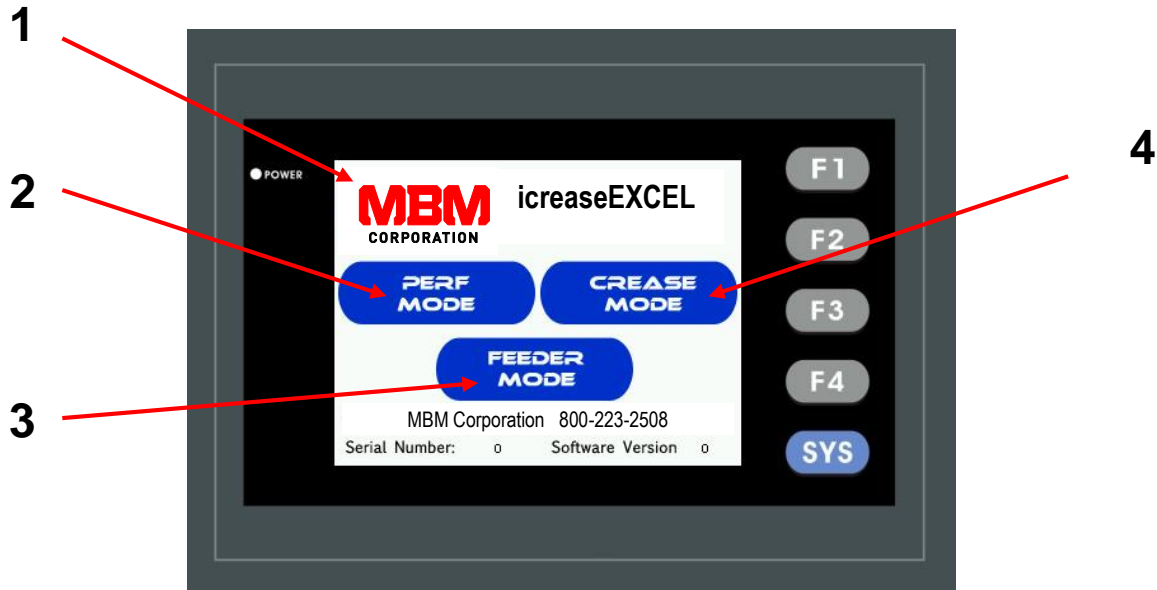 1
2
3
4
POWER
MBM
CORPORATION
icreaseEXCEL
PERF
MODE
CREASE
MODE
FEEDER
MODE
MBM Corporation 800-223-2508
Serial Number: 0 Software Version 0
F1
F2
F3
F4
SYS